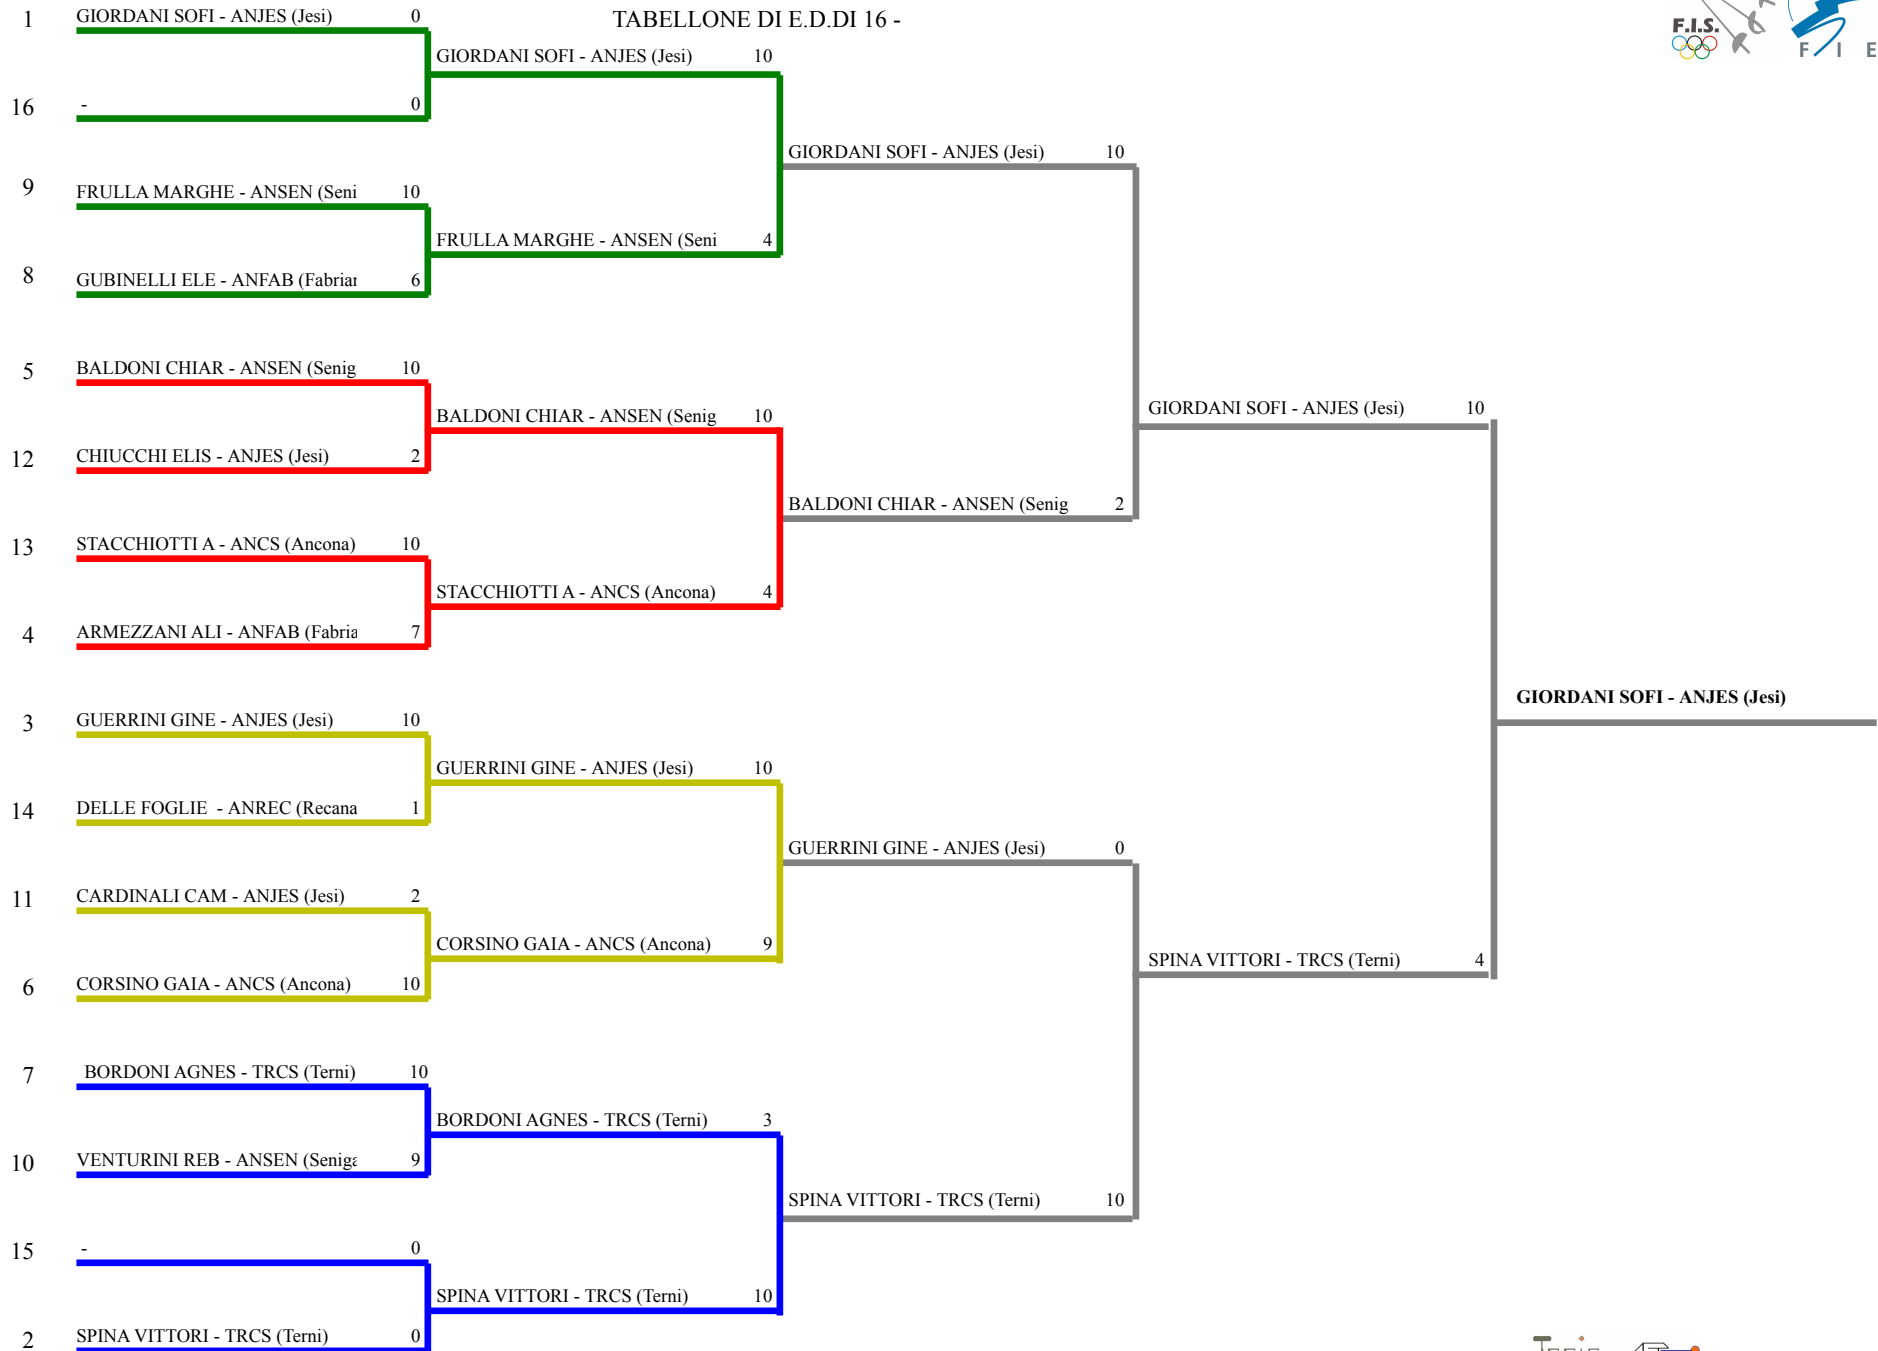 TABELLONE DI E.D.DI 16 -
F.I.S.
F I E
1 GIORDANI SOFI - ANJES (Jesi) 0
GIORDANI SOFI - ANJES (Jesi) 10
16 - 0
GIORDANI SOFI - ANJES (Jesi) 10
9 FRULLA MARGHE - ANSEN (Seni 10
FRULLA MARGHE - ANSEN (Seni 4
8 GUBINELLI ELE - ANFAB (Fabriar 6
5 BALDONI CHIAR - ANSEN (Senig 10
BALDONI CHIAR - ANSEN (Senig 10
GIORDANI SOFI - ANJES (Jesi) 10
12 CHIUCCHI ELIS - ANJES (Jesi) 2
BALDONI CHIAR - ANSEN (Senig 2
13 STACCHIOTTI A - ANCS (Ancona) 10
STACCHIOTTI A - ANCS (Ancona) 4
4 ARMEZZANI ALI - ANFAB (Fabria 7
GIORDANI SOFI - ANJES (Jesi)
3 GUERRINI GINE - ANJES (Jesi) 10
GUERRINI GINE - ANJES (Jesi) 10
14 DELLE FOGLIE - ANREC (Recana 1
GUERRINI GINE - ANJES (Jesi) 0
11 CARDINALI CAM - ANJES (Jesi) 2
CORSINO GAIA - ANCS (Ancona) 9
SPINA VITTORI - TRCS (Terni) 4
6 CORSINO GAIA - ANCS (Ancona) 10
7 BORDONI AGNES - TRCS (Terni) 10
BORDONI AGNES - TRCS (Terni) 3
10 VENTURINI REB - ANSEN (Seniga 9
SPINA VITTORI - TRCS (Terni) 10
15 - 0
SPINA VITTORI - TRCS (Terni) 10
2 SPINA VITTORI - TRCS (Terni) 0